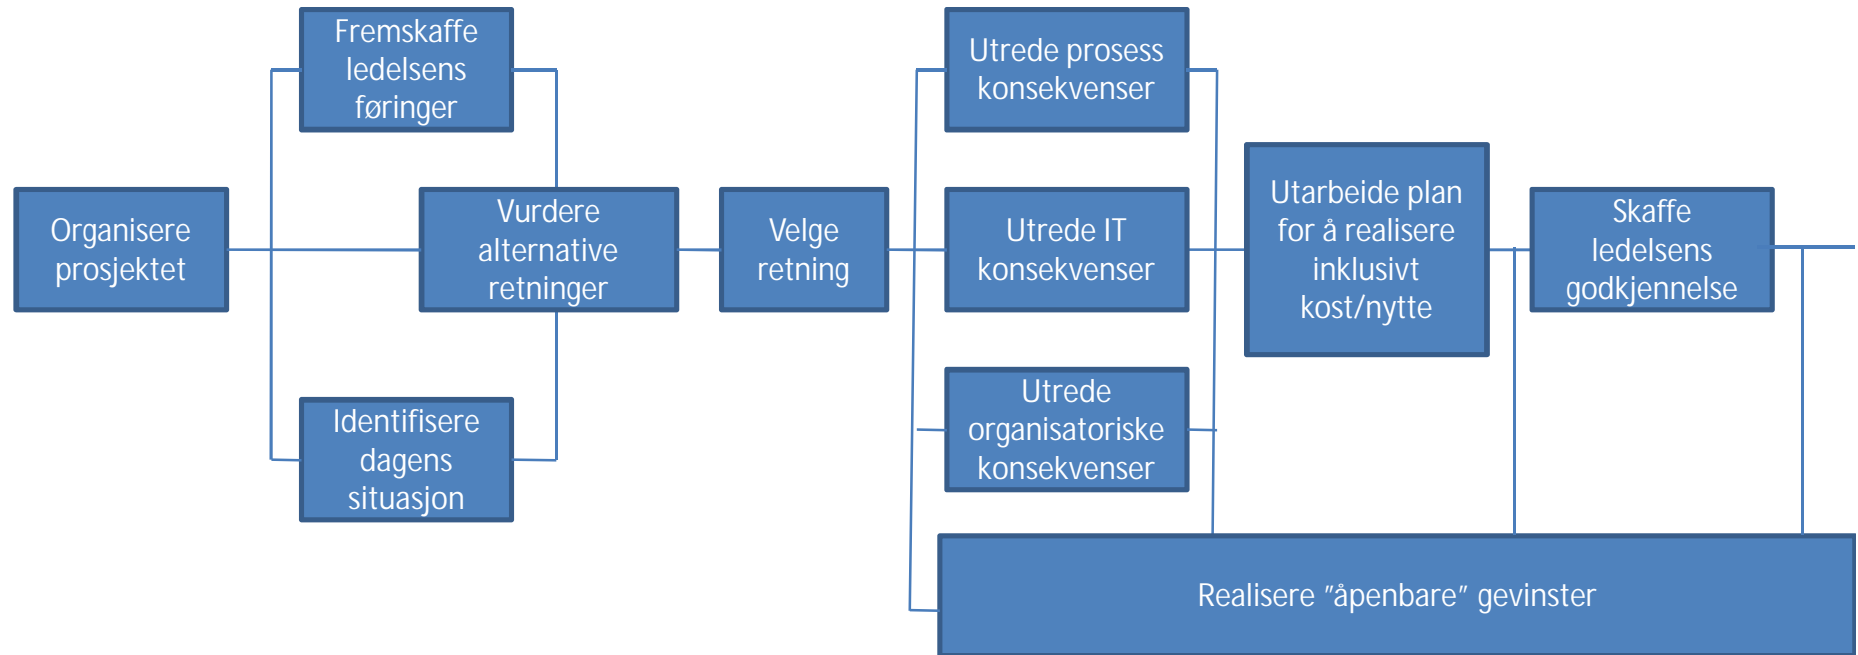 Organisere
prosjektet
Fremskaffe
ledelsens
føringer
Vurdere
alternative
retninger
Identifisere
dagens
situasjon
Velge
retning
Utrede prosess
konsekvenser
Utrede IT
konsekvenser
Utrede
organisatoriske
konsekvenser
Utarbeide plan
for å realisere
inklusivt
kost/nytte
Skaffe
ledelsens
godkjennelse
Realisere "åpenbare" gevinster